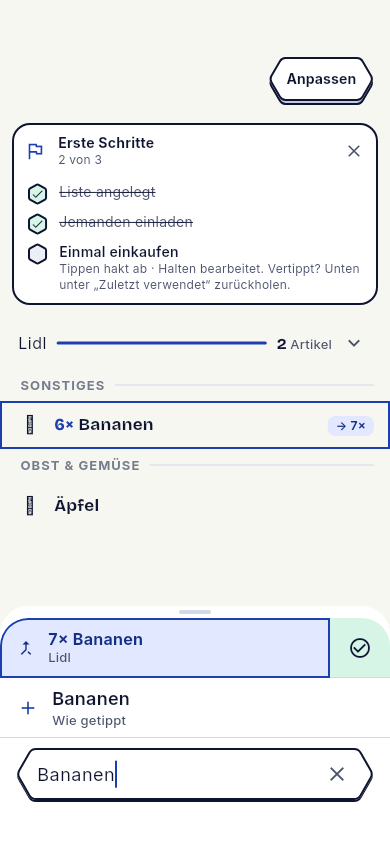 Anpassen
Erste Schritte
2 von 3
Liste angelegt
Jemanden einladen
Einmal einkaufen
Tippen hakt ab · Halten bearbeitet. Vertippt? Unten
unter „Zuletzt verwendet“ zurückholen.
Lidl 2 Artikel
SONSTIGES
6× Bananen → 7×
OBST & GEMÜSE
Äpfel
7× Bananen
Lidl
Bananen
Wie getippt
Bananen